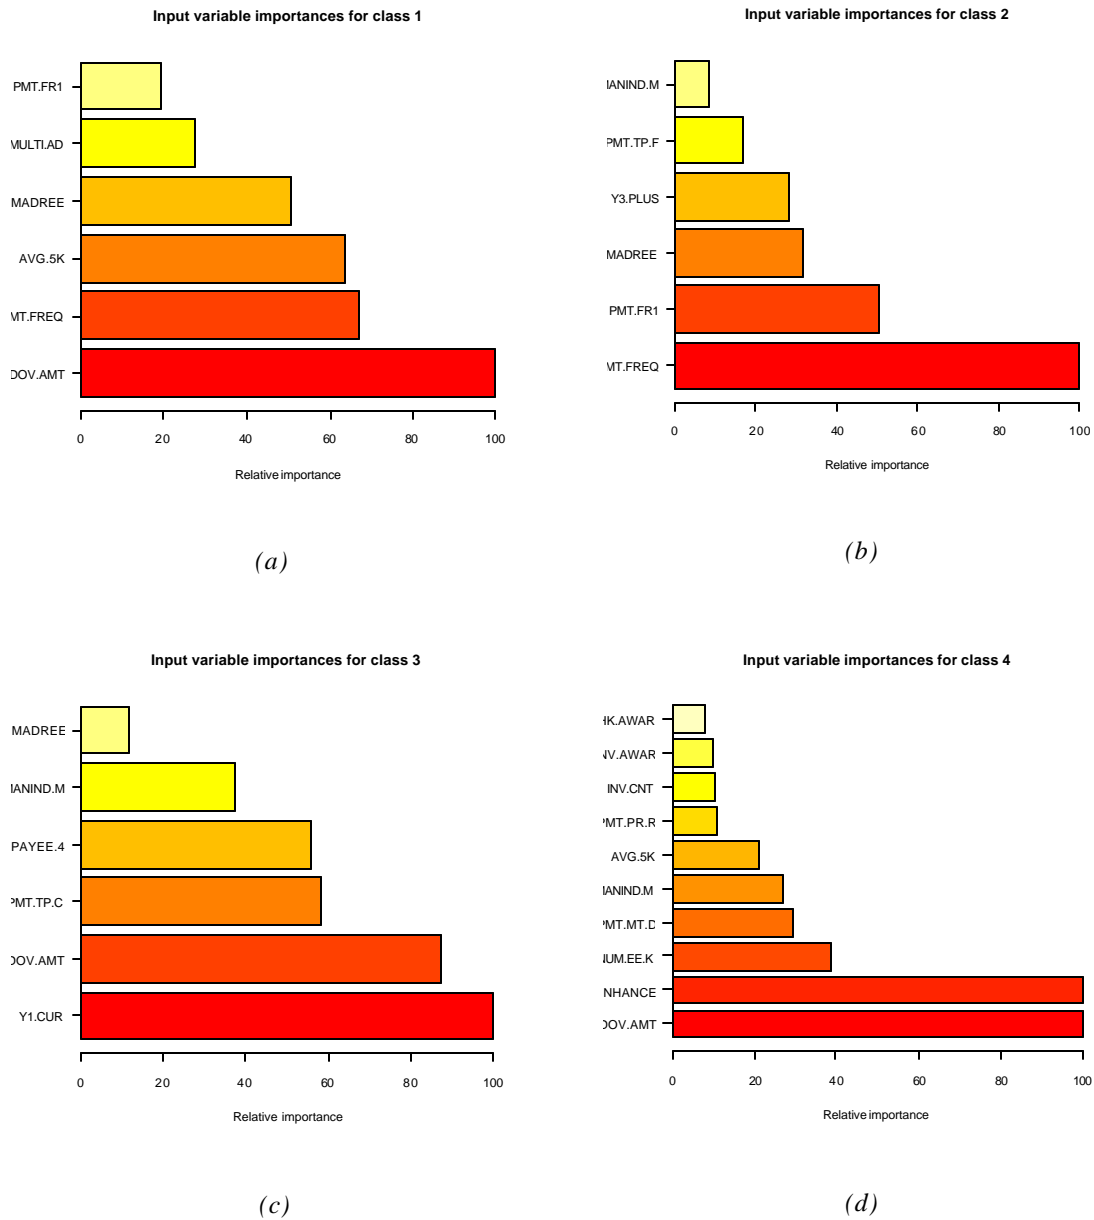 Input variable importances for class 1
PMT.FR1
MULTI.AD
MADREE
AVG.5K
MT.FREQ
DOV.AMT
0 20 40 60 80 100
Relative importance
(a)
Input variable importances for class 2
IANIND.M
PMT.TP.F
Y3.PLUS
MADREE
PMT.FR1
MT.FREQ
0 20 40 60 80 100
Relative importance
(b)
Input variable importances for class 3
MADREE
IANIND.M
PAYEE.4
PMT.TP.C
DOV.AMT
Y1.CUR
0 20 40 60 80 100
Relative importance
(c)
Input variable importances for class 4
HK.AWAR
NV.AWAR
INV.CNT
PMT.PR.R
AVG.5K
IANIND.M
PMT.MT.D
NUM.EE.K
NHANCE
DOV.AMT
0 20 40 60 80 100
Relative importance
(d)